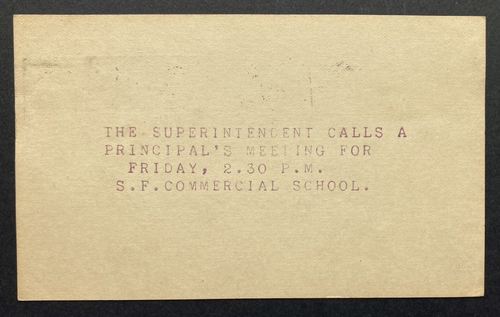 THE SUPERINTENDENT CALLS A
PRINCIPAL'S MEETING FOR
FRIDAY, 2.30 P.M.
S.F.COMMERCIAL SCHOOL.